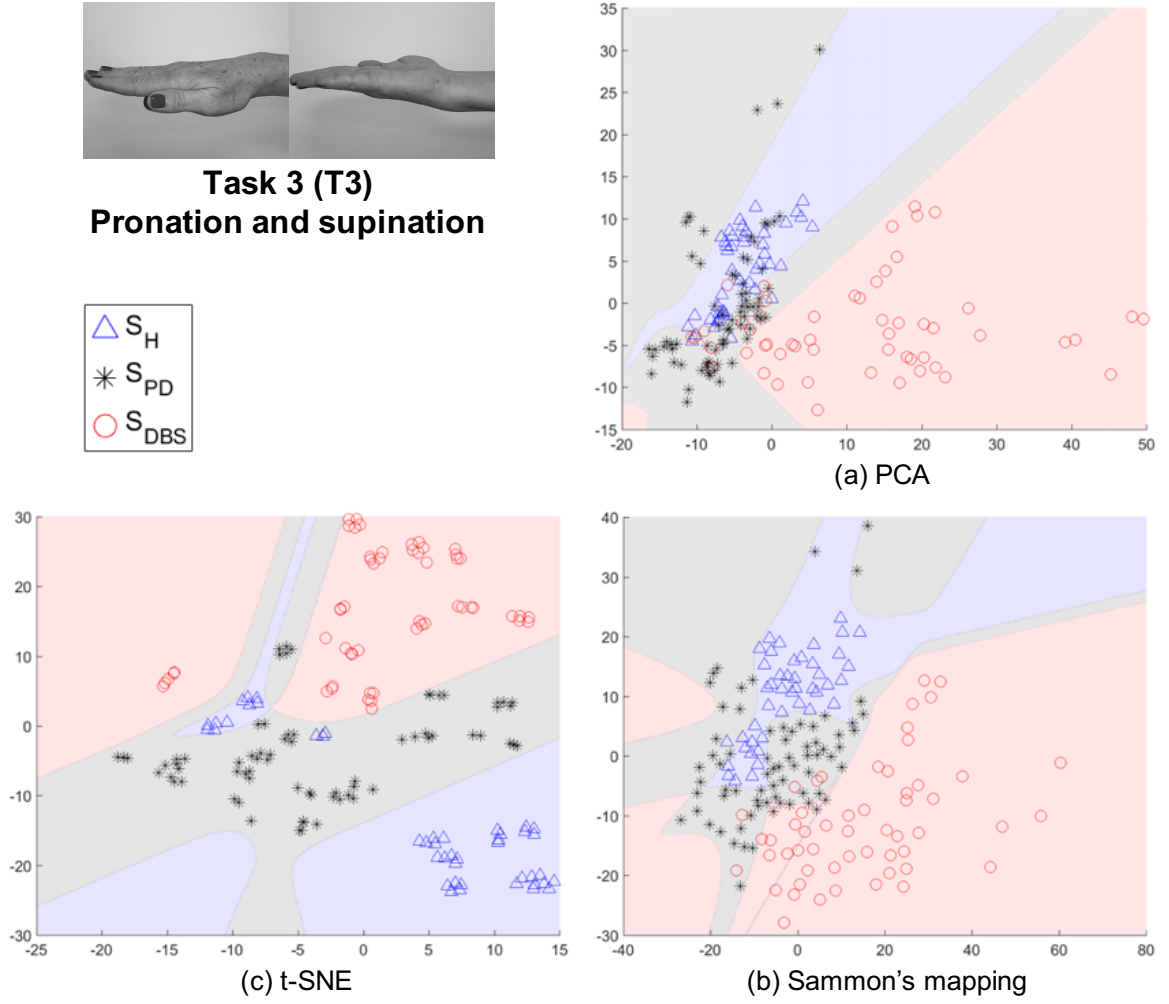 Task 3 (T3)
Pronation and supination
S_H
S_PD
S_DBS
35
30
25
20
15
10
5
0
-5
-10
-15
-20 -10 0 10 20 30 40 50
(a) PCA
30
20
10
0
-10
-20
-30
-25 -20 -15 -10 -5 0 5 10 15
(c) t-SNE
40
30
20
10
0
-10
-20
-30
-40 -20 0 20 40 60 80
(b) Sammon's mapping